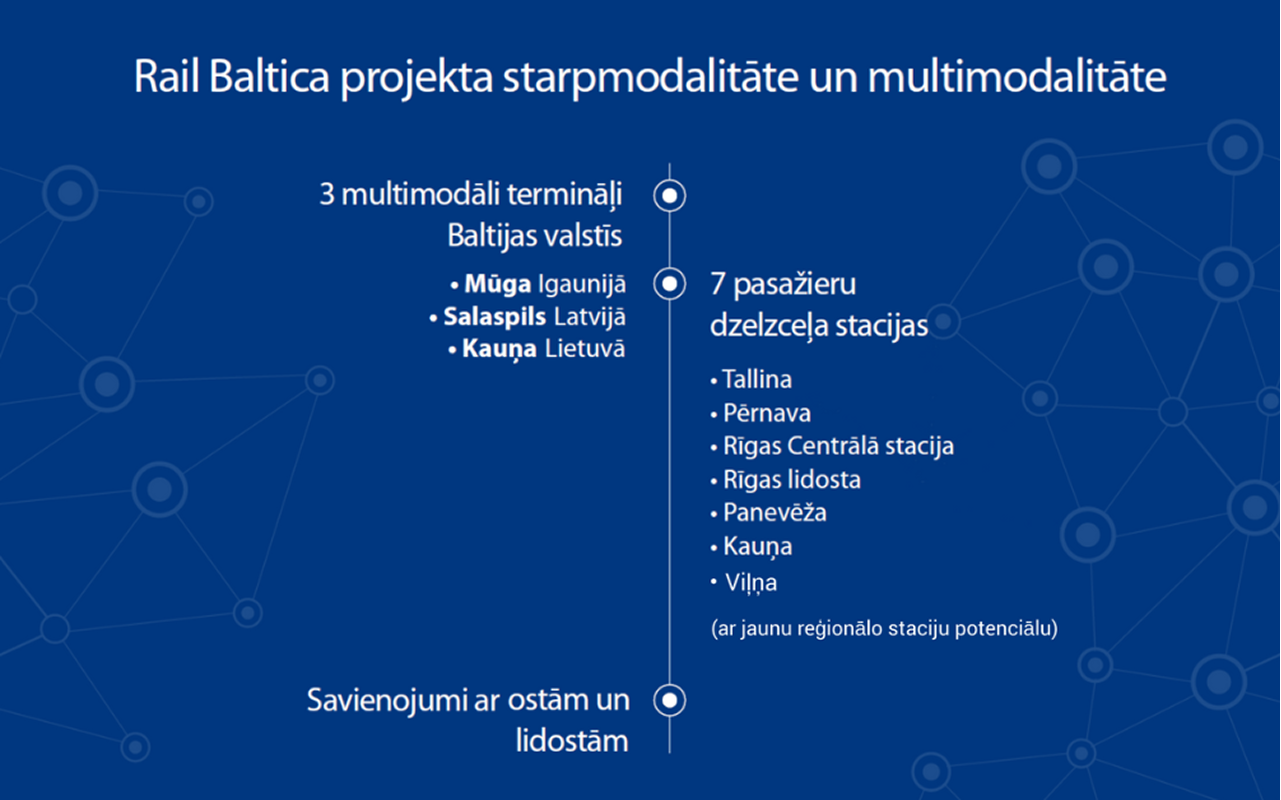 Rail Baltica projekta starpmodalitāte un multimodalitāte
3 multimodāli termināļi
Baltijas valstīs
• Mūga Igaunijā
• Salaspils Latvijā
• Kauņa Lietuvā
7 pasažieru
dzelzceļa stacijas
• Tallina
• Pērnava
• Rīgas Centrālā stacija
• Rīgas lidosta
• Panevēža
• Kauņa
• Viļņa
(ar jaunu reģionālo staciju potenciālu)
Savienojumi ar ostām un
lidostām